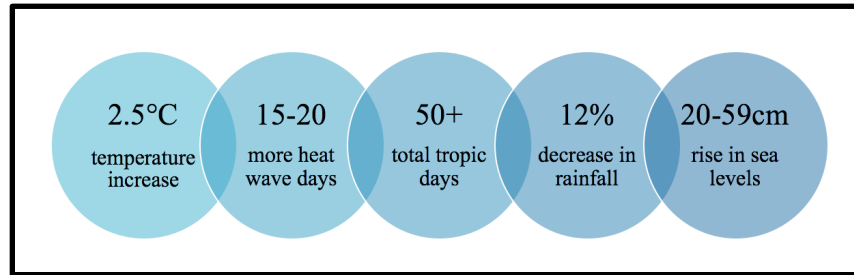 2.5°C
temperature
increase
15-20
more heat
wave days
50+
total tropic
days
12%
decrease in
rainfall
20-59cm
rise in sea
levels